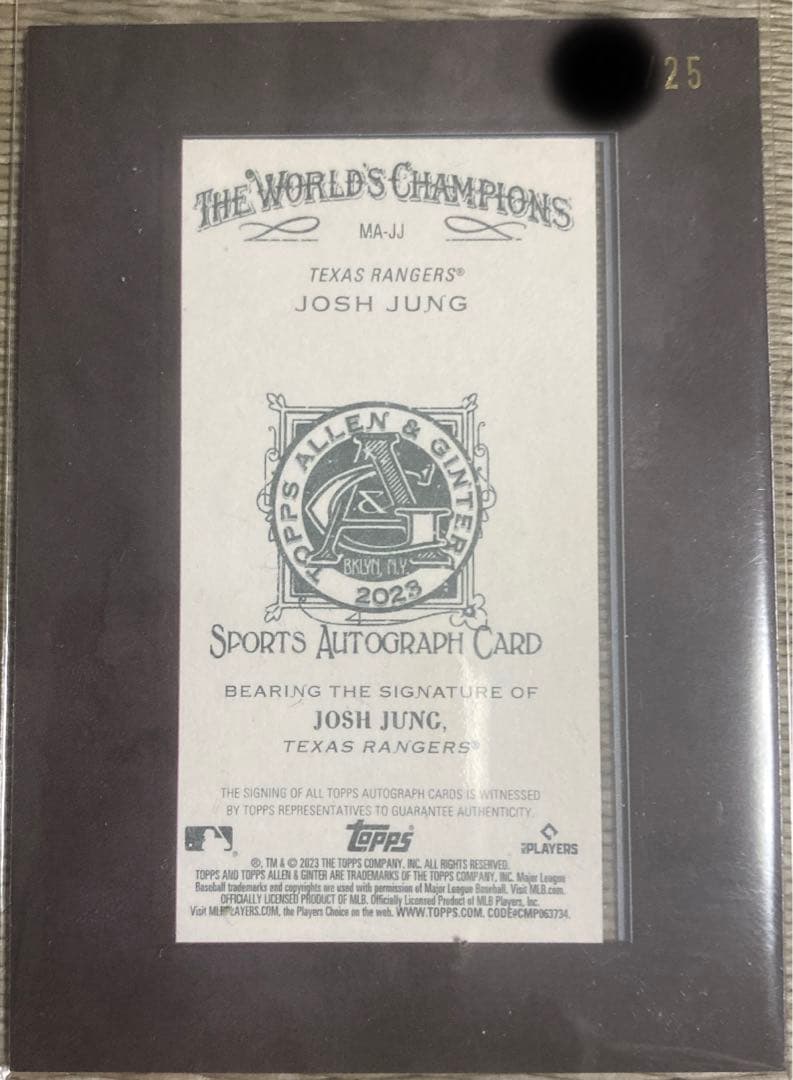 /25
THE WORLD'S CHAMPIONS
MA-JJ
TEXAS RANGERS®
JOSH JUNG
TOPPS ALLEN & GINTER
A&G
BKLYN, N.Y.
2023
SPORTS AUTOGRAPH CARD
BEARING THE SIGNATURE OF
JOSH JUNG,
TEXAS RANGERS®
THE SIGNING OF ALL TOPPS AUTOGRAPH CARDS IS WITNESSED
BY TOPPS REPRESENTATIVES TO GUARANTEE AUTHENTICITY.
topps
PLAYERS
®, TM & © 2023 THE TOPPS COMPANY, INC. ALL RIGHTS RESERVED.
TOPPS AND TOPPS ALLEN & GINTER ARE TRADEMARKS OF THE TOPPS COMPANY, INC. Major League
Baseball trademarks and copyrights are used with permission of Major League Baseball. Visit MLB.com.
OFFICIALLY LICENSED PRODUCT OF MLB. Officially Licensed Product of MLB Players, Inc.
Visit MLBPLAYERS.COM, the Players Choice on the web. WWW.TOPPS.COM. CODE#CMP063734.